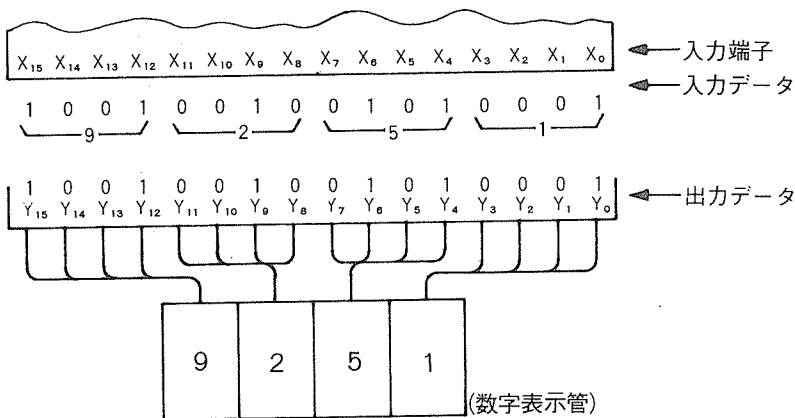 X₁₅ X₁₄ X₁₃ X₁₂ X₁₁ X₁₀ X₉ X₈ X₇ X₆ X₅ X₄ X₃ X₂ X₁ X₀ 入力端子
入力データ
1 0 0 1 0 0 1 0 0 1 0 1 0 0 0 1
9 2 5 1
1 0 0 1 0 0 1 0 0 1 0 1 0 0 0 1 出力データ
Y₁₅ Y₁₄ Y₁₃ Y₁₂ Y₁₁ Y₁₀ Y₉ Y₈ Y₇ Y₆ Y₅ Y₄ Y₃ Y₂ Y₁ Y₀
9 2 5 1
(数字表示管)